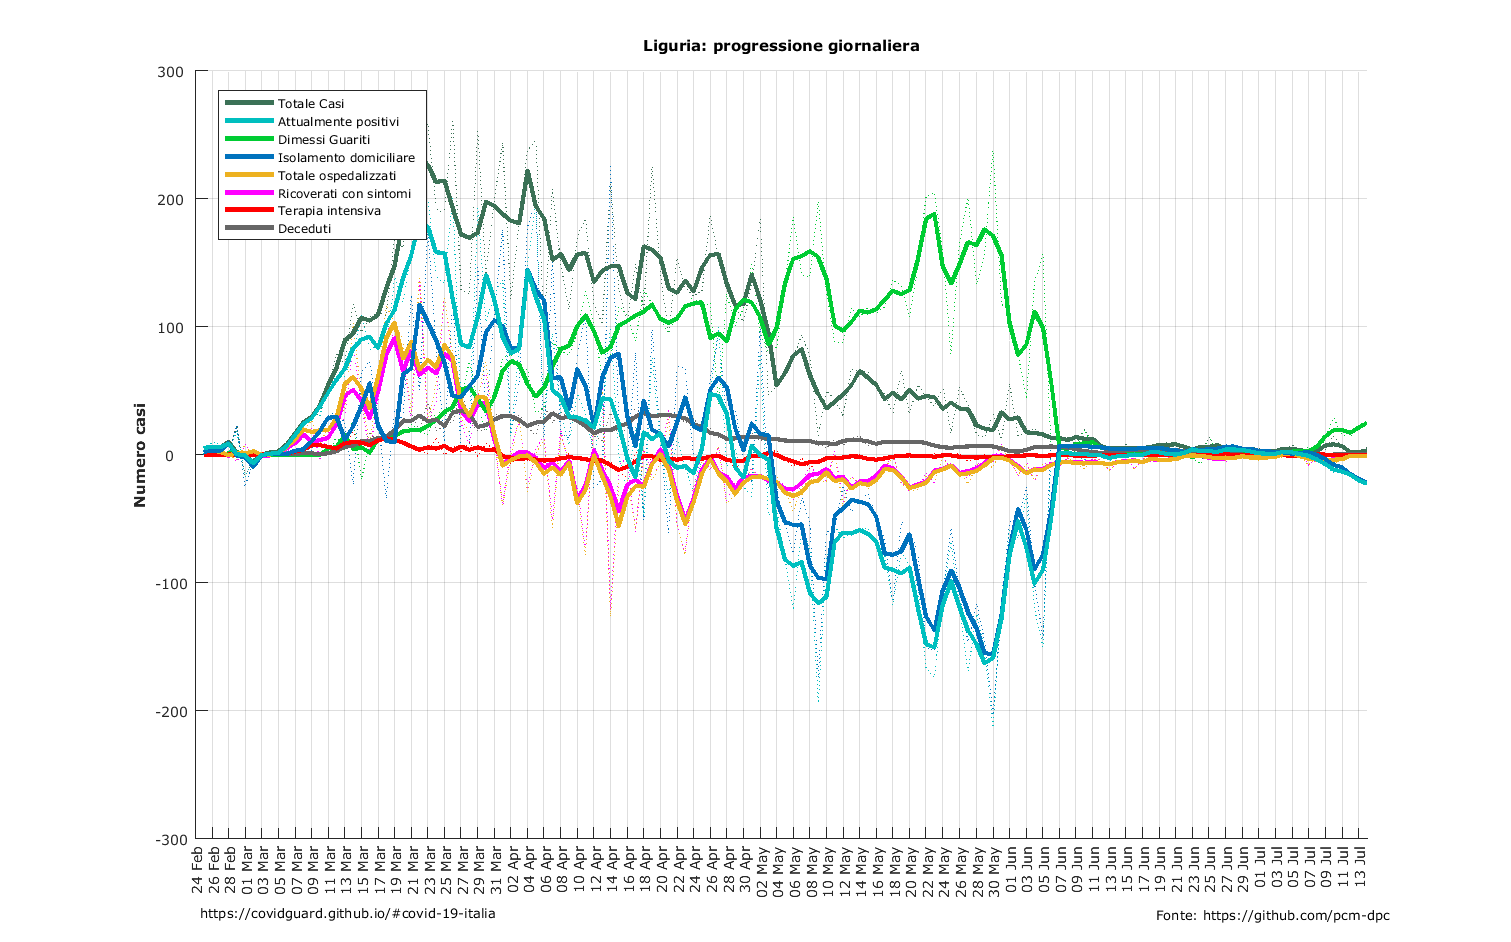 Liguria: progressione giornaliera
300
200
100
0
-100
-200
-300
Numero casi
Totale Casi
Attualmente positivi
Dimessi Guariti
Isolamento domiciliare
Totale ospedalizzati
Ricoverati con sintomi
Terapia intensiva
Deceduti
24 Feb
26 Feb
28 Feb
01 Mar
03 Mar
05 Mar
07 Mar
09 Mar
11 Mar
13 Mar
15 Mar
17 Mar
19 Mar
21 Mar
23 Mar
25 Mar
27 Mar
29 Mar
31 Mar
02 Apr
04 Apr
06 Apr
08 Apr
10 Apr
12 Apr
14 Apr
16 Apr
18 Apr
20 Apr
22 Apr
24 Apr
26 Apr
28 Apr
30 Apr
02 May
04 May
06 May
08 May
10 May
12 May
14 May
16 May
18 May
20 May
22 May
24 May
26 May
28 May
30 May
01 Jun
03 Jun
05 Jun
07 Jun
09 Jun
11 Jun
13 Jun
15 Jun
17 Jun
19 Jun
21 Jun
23 Jun
25 Jun
27 Jun
29 Jun
01 Jul
03 Jul
05 Jul
07 Jul
09 Jul
11 Jul
13 Jul
https://covidguard.github.io/#covid-19-italia
Fonte: https://github.com/pcm-dpc